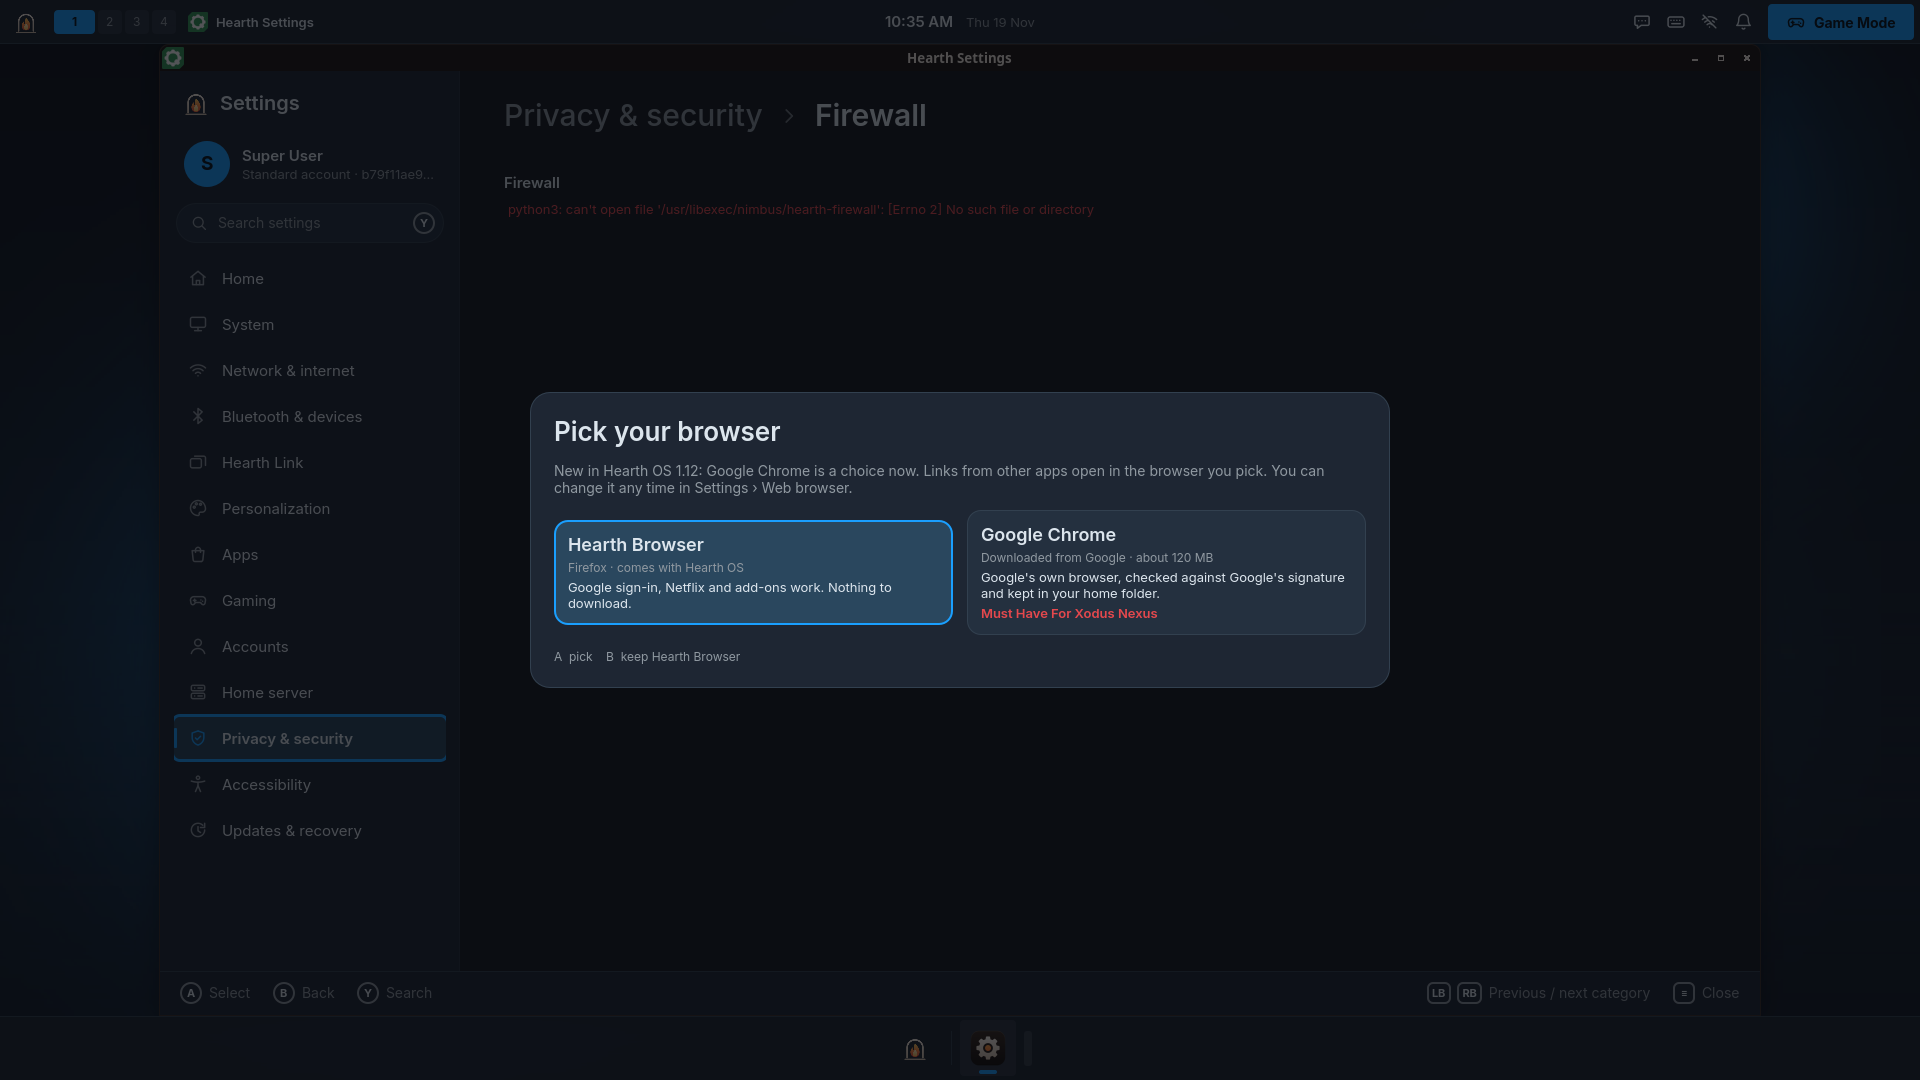 1 2 3 4 Hearth Settings 10:35 AM Thu 19 Nov Game Mode
Hearth Settings
Settings
S Super User
Standard account · b79f11ae9...
Search settings Y
Home
System
Network & internet
Bluetooth & devices
Hearth Link
Personalization
Apps
Gaming
Accounts
Home server
Privacy & security
Accessibility
Updates & recovery
Privacy & security › Firewall
Firewall
python3: can't open file '/usr/libexec/nimbus/hearth-firewall': [Errno 2] No such file or directory
Pick your browser
New in Hearth OS 1.12: Google Chrome is a choice now. Links from other apps open in the browser you pick. You can
change it any time in Settings › Web browser.
Hearth Browser
Firefox · comes with Hearth OS
Google sign-in, Netflix and add-ons work. Nothing to
download.
Google Chrome
Downloaded from Google · about 120 MB
Google's own browser, checked against Google's signature
and kept in your home folder.
Must Have For Xodus Nexus
A pick B keep Hearth Browser
A Select B Back Y Search LB RB Previous / next category ≡ Close